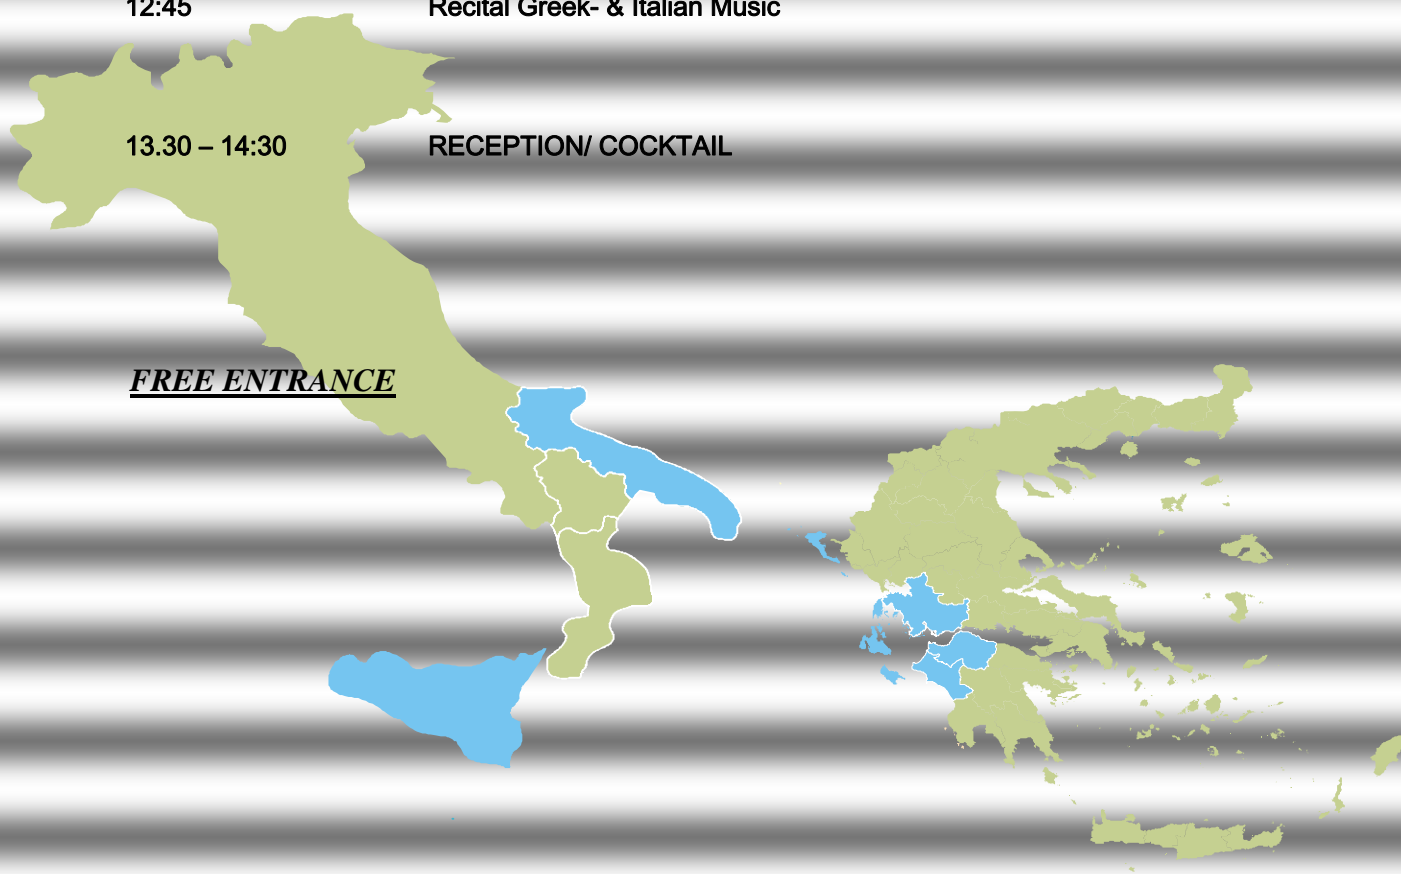 12:45 Recital Greek- & Italian Music
13.30 – 14:30 RECEPTION/ COCKTAIL
FREE ENTRANCE